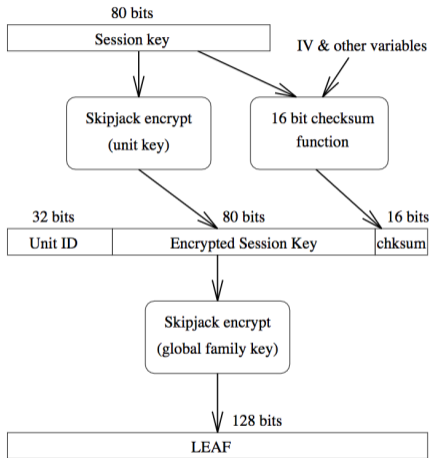 80 bits
Session key
IV & other variables
Skipjack encrypt
(unit key)
16 bit checksum
function
32 bits
80 bits
16 bits
Unit ID
Encrypted Session Key
chksum
Skipjack encrypt
(global family key)
128 bits
LEAF